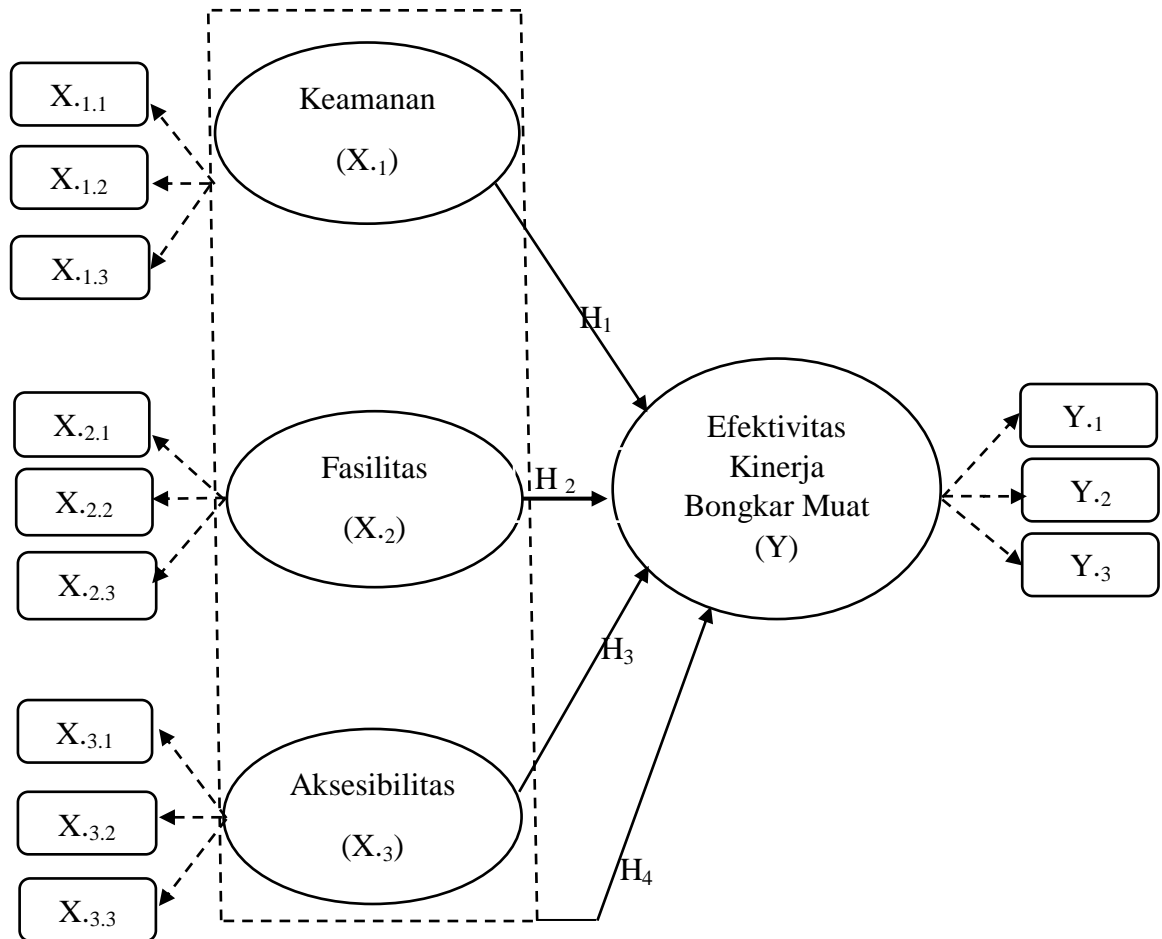 X.1.1
X.1.2
X.1.3
Keamanan
(X.1)
H1
X.2.1
X.2.2
X.2.3
Fasilitas
(X.2)
H 2
Efektivitas
Kinerja
Bongkar Muat
(Y)
Y.1
Y.2
Y.3
H3
X.3.1
X.3.2
X.3.3
Aksesibilitas
(X.3)
H4